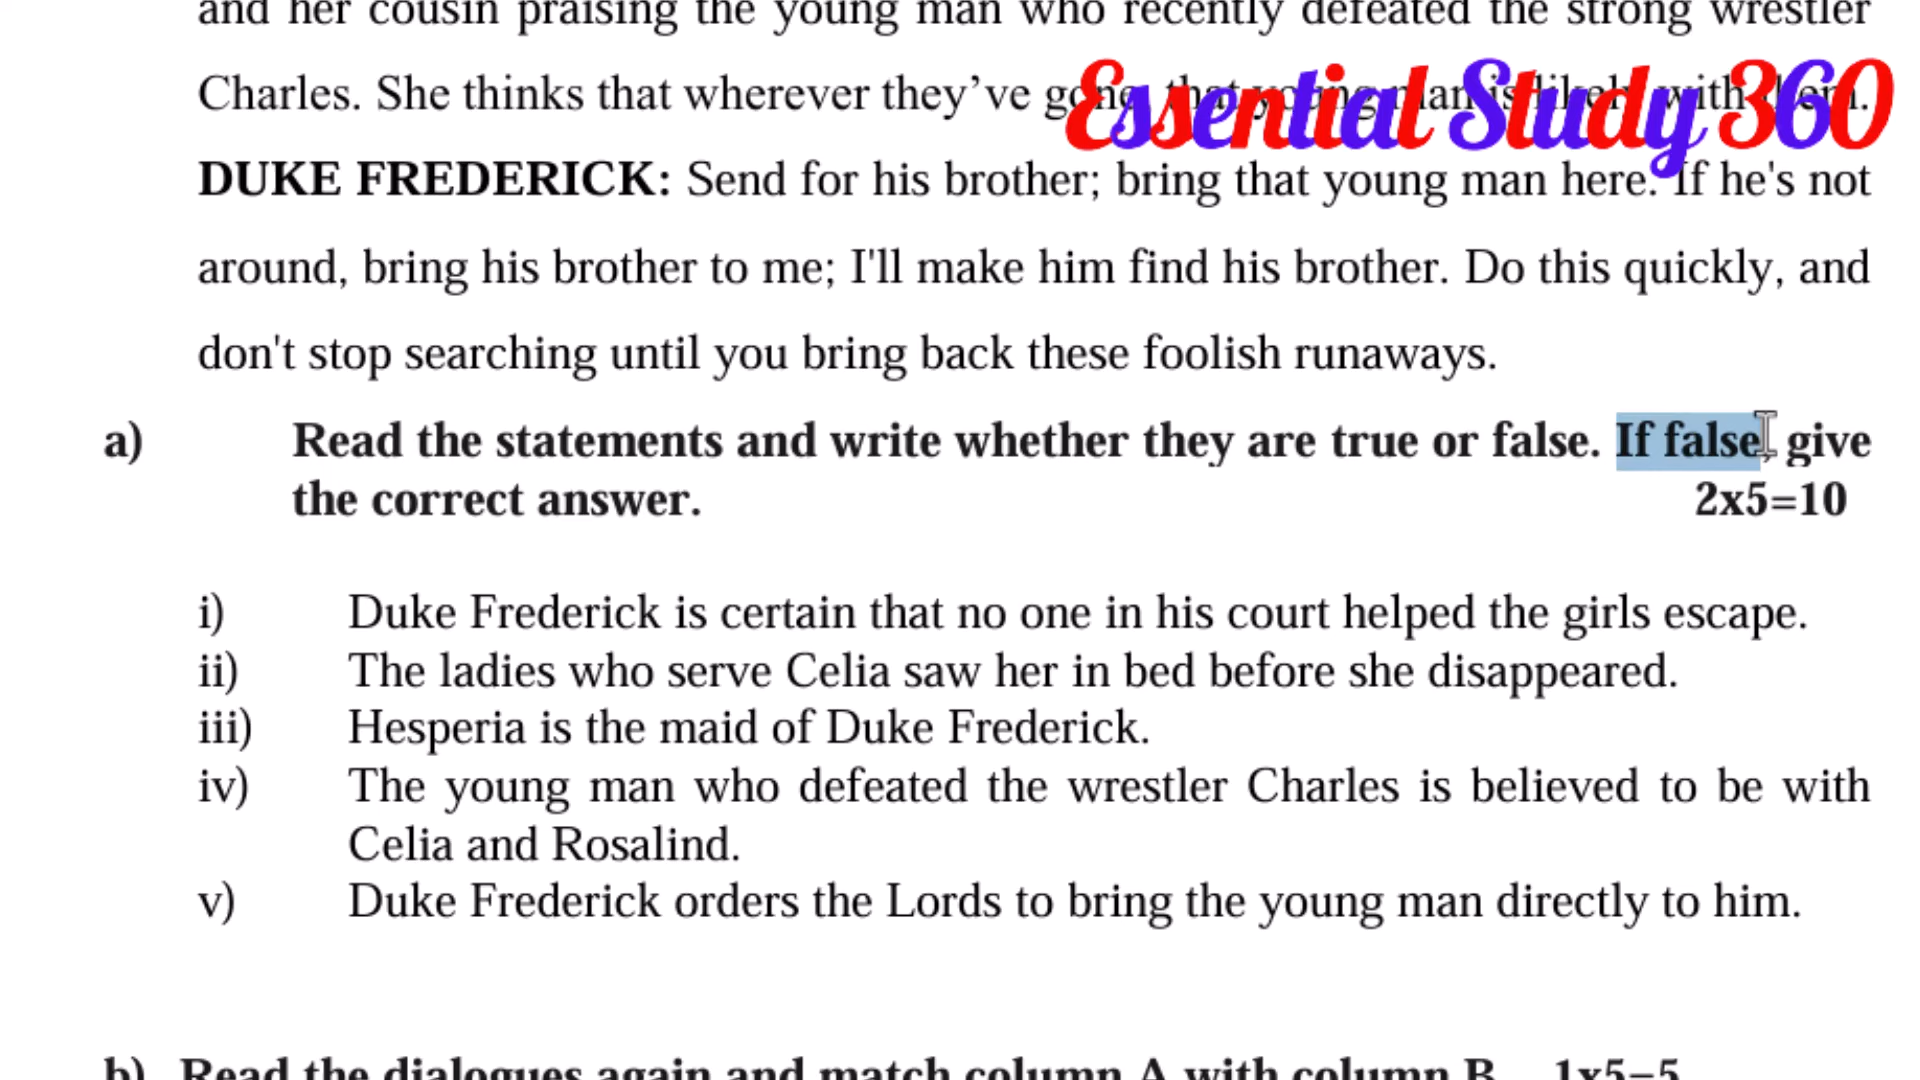 and her cousin praising the young man who recently defeated the strong wrestler
Charles. She thinks that wherever they've gone, that young man is likely with them.
Essential Study 360
DUKE FREDERICK: Send for his brother; bring that young man here. If he's not
around, bring his brother to me; I'll make him find his brother. Do this quickly, and
don't stop searching until you bring back these foolish runaways.
a) Read the statements and write whether they are true or false. If false, give
the correct answer. 2x5=10
i) Duke Frederick is certain that no one in his court helped the girls escape.
ii) The ladies who serve Celia saw her in bed before she disappeared.
iii) Hesperia is the maid of Duke Frederick.
iv) The young man who defeated the wrestler Charles is believed to be with
Celia and Rosalind.
v) Duke Frederick orders the Lords to bring the young man directly to him.
b) Read the dialogues again and match column A with column B 1x5=5